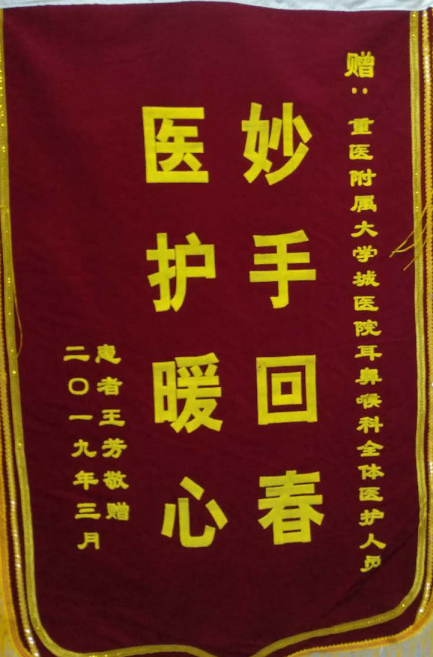 赠：重医附属大学城医院耳鼻喉科全体医护人员
妙手回春
医护暖心
患者王芳敬赠
二〇一九年三月